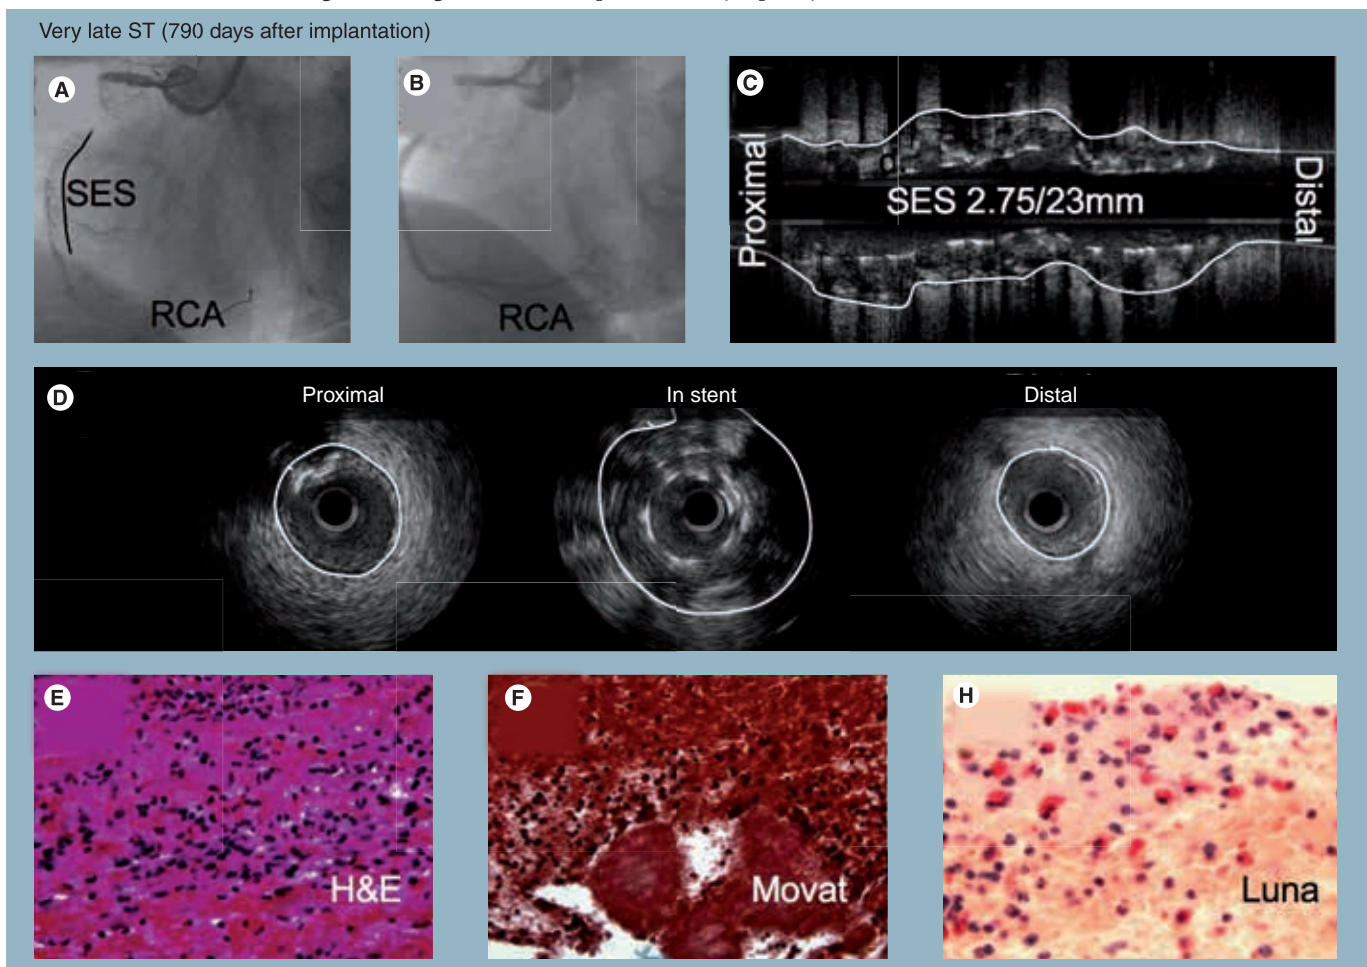 Very late ST (790 days after implantation)
A
SES
RCA
B
RCA
C
Proximal
SES 2.75/23mm
Distal
D
Proximal
In stent
Distal
E
H&E
F
Movat
H
Luna